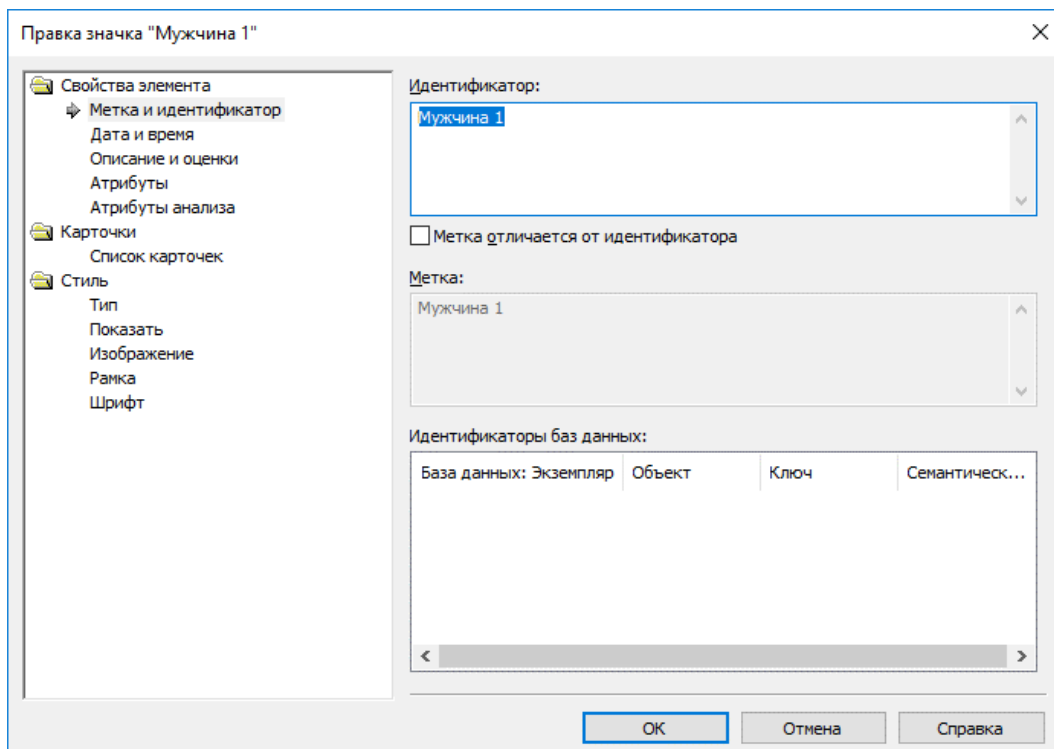 Правка значка "Мужчина 1"
Свойства элемента
Метка и идентификатор
Дата и время
Описание и оценки
Атрибуты
Атрибуты анализа
Карточки
Список карточек
Стиль
Тип
Показать
Изображение
Рамка
Шрифт
Идентификатор:
Мужчина 1
Метка отличается от идентификатора
Метка:
Мужчина 1
Идентификаторы баз данных:
База данных: Экземпляр Объект Ключ Семантическ...
OK Отмена Справка